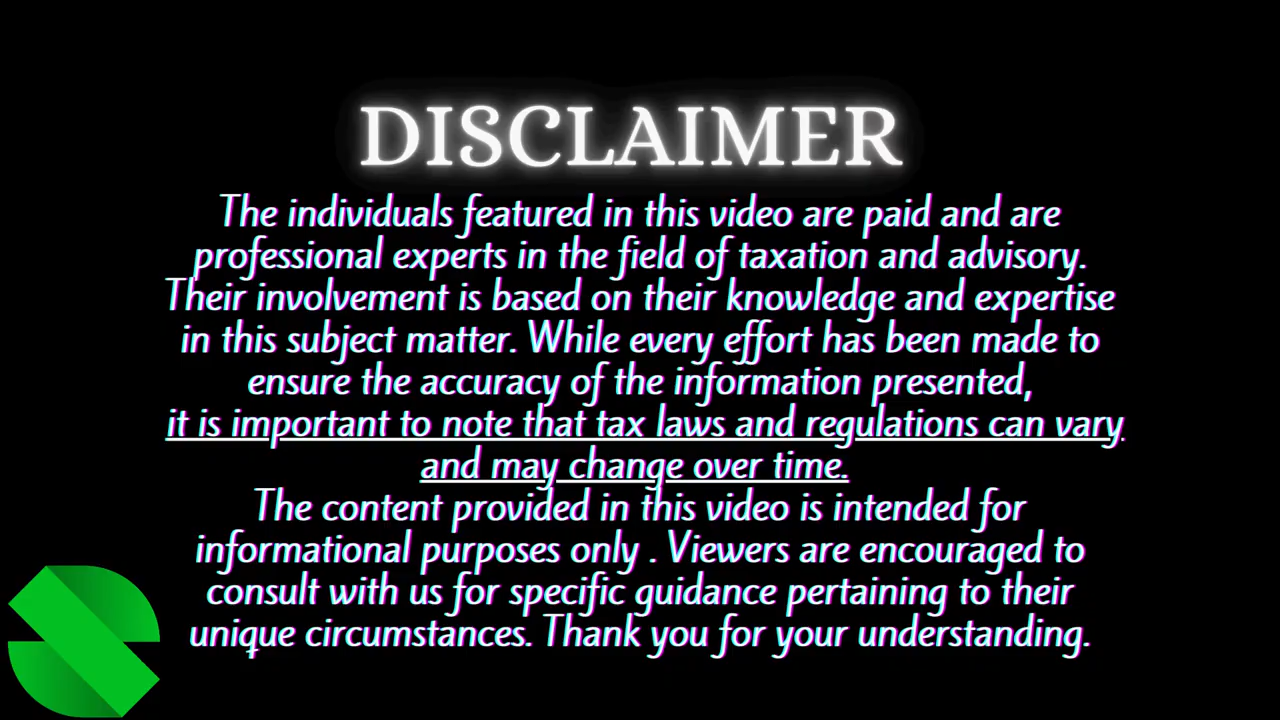 DISCLAIMER
The individuals featured in this video are paid and are
professional experts in the field of taxation and advisory.
Their involvement is based on their knowledge and expertise
in this subject matter. While every effort has been made to
ensure the accuracy of the information presented,
it is important to note that tax laws and regulations can vary
and may change over time.
The content provided in this video is intended for
informational purposes only . Viewers are encouraged to
consult with us for specific guidance pertaining to their
unique circumstances. Thank you for your understanding.